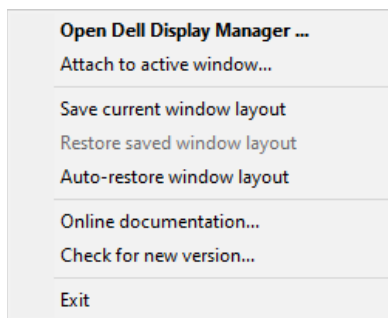 Open Dell Display Manager ...
Attach to active window...
Save current window layout
Restore saved window layout
Auto-restore window layout
Online documentation...
Check for new version...
Exit